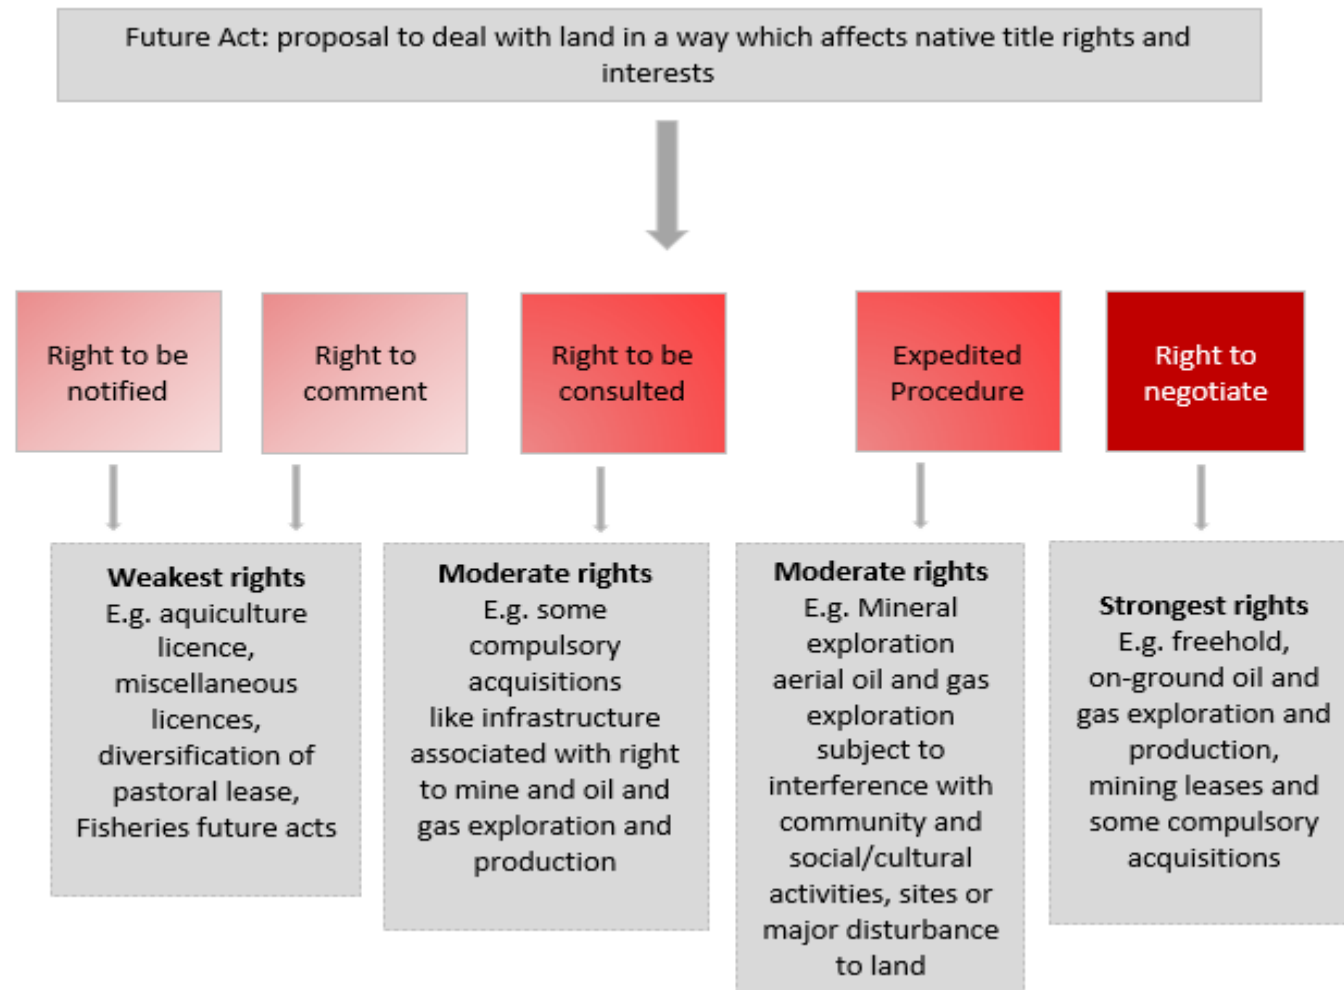 Future Act: proposal to deal with land in a way which affects native title rights and
interests
Right to be
notified
Right to
comment
Right to be
consulted
Expedited
Procedure
Right to
negotiate
Weakest rights
E.g. aquiculture
licence,
miscellaneous
licences,
diversification of
pastoral lease,
Fisheries future acts
Moderate rights
E.g. some
compulsory
acquisitions
like infrastructure
associated with right
to mine and oil and
gas exploration and
production
Moderate rights
E.g. Mineral
exploration
aerial oil and gas
exploration
subject to
interference with
community and
social/cultural
activities, sites or
major disturbance
to land
Strongest rights
E.g. freehold,
on-ground oil and
gas exploration and
production,
mining leases and
some compulsory
acquisitions